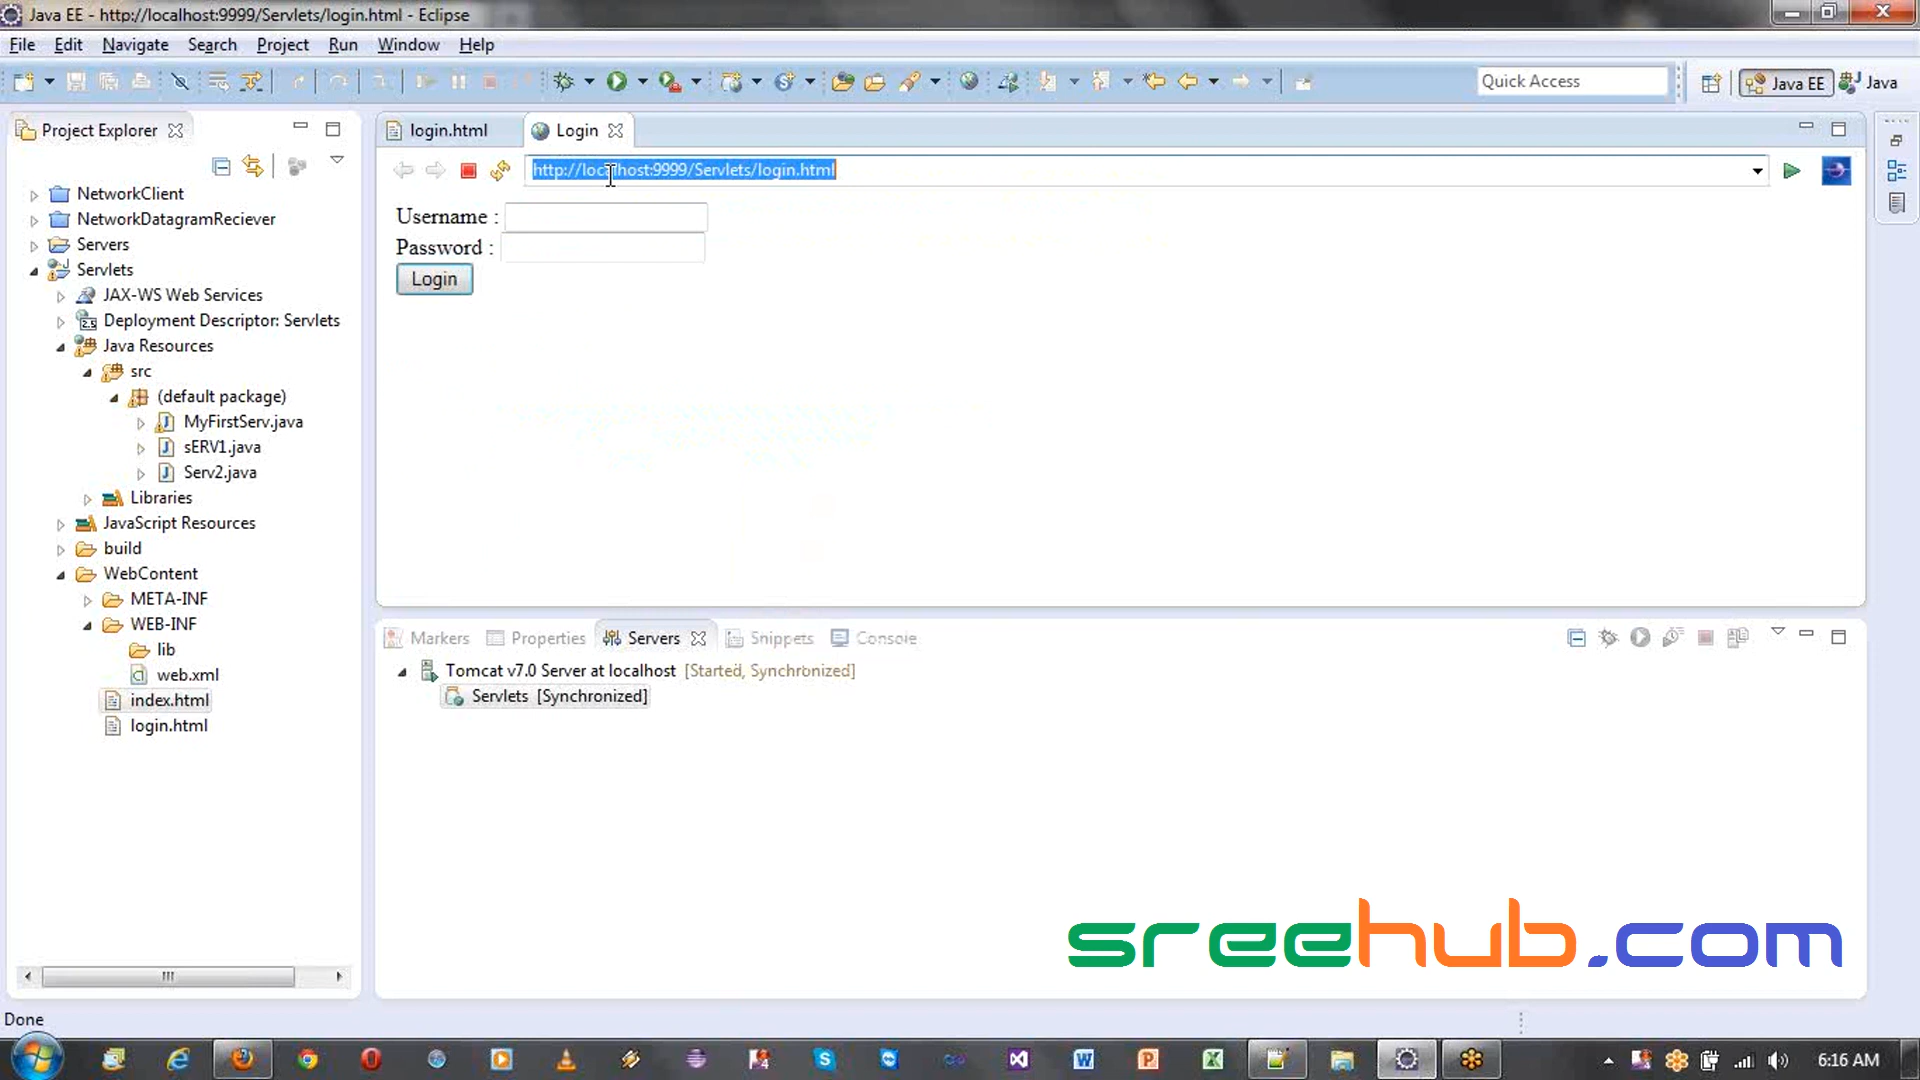 Java EE - http://localhost:9999/Servlets/login.html - Eclipse
File Edit Navigate Search Project Run Window Help
Quick Access
Java EE
Java
Project Explorer
login.html
Login
http://localhost:9999/Servlets/login.html
NetworkClient
NetworkDatagramReciever
Servers
Servlets
JAX-WS Web Services
Deployment Descriptor: Servlets
Java Resources
src
(default package)
MyFirstServ.java
sERV1.java
Serv2.java
Libraries
JavaScript Resources
build
WebContent
META-INF
WEB-INF
lib
web.xml
index.html
login.html
Username :
Password :
Login
Markers Properties Servers Snippets Console
Tomcat v7.0 Server at localhost [Started, Synchronized]
Servlets [Synchronized]
sreehub.com
Done
6:16 AM